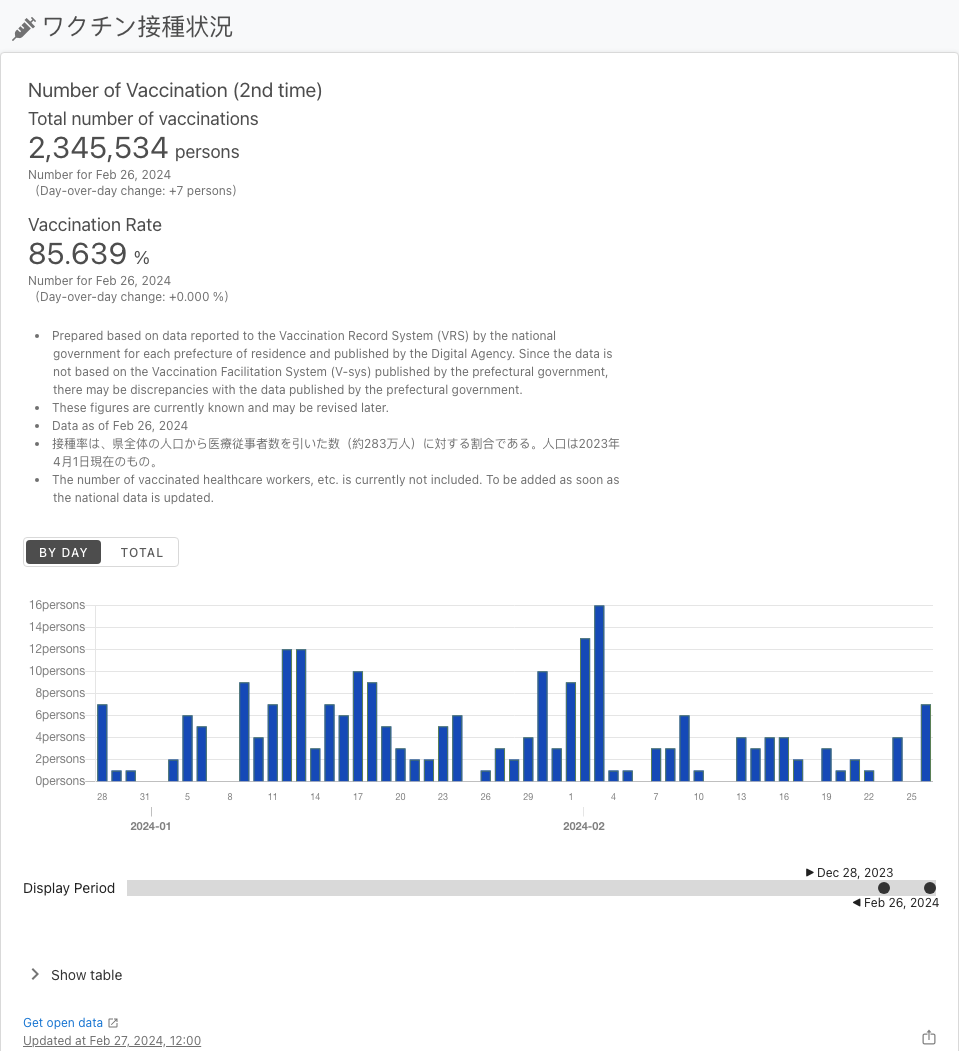 ワクチン接種状況
Number of Vaccination (2nd time)
Total number of vaccinations
2,345,534 persons
Number for Feb 26, 2024
(Day-over-day change: +7 persons)
Vaccination Rate
85.639 %
Number for Feb 26, 2024
(Day-over-day change: +0.000 %)
• Prepared based on data reported to the Vaccination Record System (VRS) by the national
government for each prefecture of residence and published by the Digital Agency. Since the data is
not based on the Vaccination Facilitation System (V-sys) published by the prefectural government,
there may be discrepancies with the data published by the prefectural government.
• These figures are currently known and may be revised later.
• Data as of Feb 26, 2024
• 接種率は、県全体の人口から医療従事者数を引いた数（約283万人）に対する割合である。人口は2023年
4月1日現在のもの。
• The number of vaccinated healthcare workers, etc. is currently not included. To be added as soon as
the national data is updated.
BY DAY TOTAL
16persons
14persons
12persons
10persons
8persons
6persons
4persons
2persons
0persons
28 31 5 8 11 14 17 20 23 26 29 1 4 7 10 13 16 19 22 25
2024-01 2024-02
Dec 28, 2023
Display Period
Feb 26, 2024
Show table
Get open data
Updated at Feb 27, 2024, 12:00